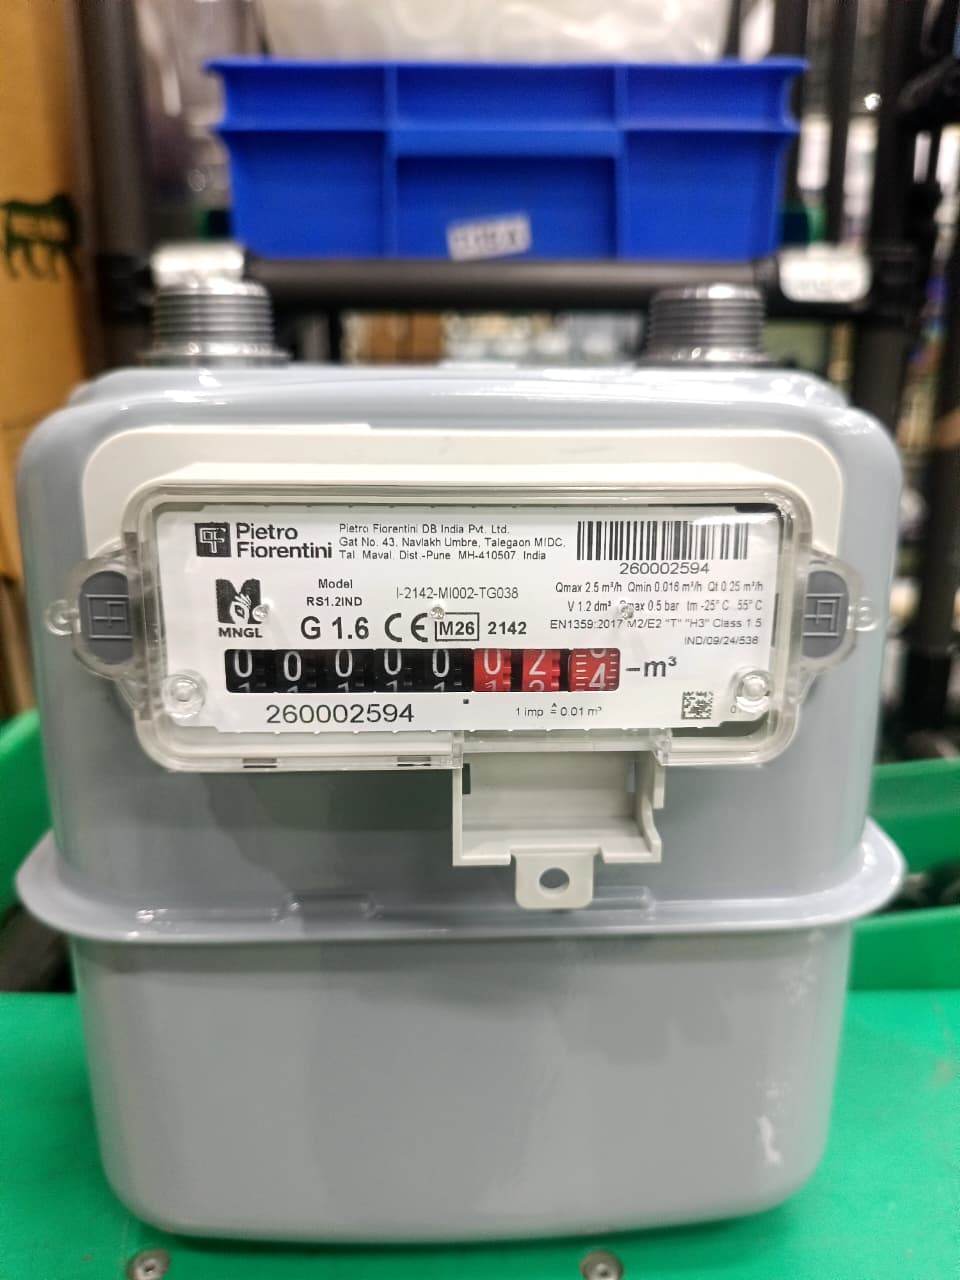 Pietro
Fiorentini
Pietro Fiorentini DB India Pvt. Ltd.
Gat No. 43, Navlakh Umbre, Talegaon MIDC,
Tal. Maval. Dist.-Pune MH-410507. India
260002594
MNGL
Model
RS1.2IND
I-2142-MI002-TG038
G 1.6 CE M26 2142
Qmax 2.5 m³/h Qmin 0.016 m³/h Qt 0.25 m³/h
V 1.2 dm³ Pmax 0.5 bar tm -25° C 55° C
EN1359:2017 M2/E2 "T" "H3" Class 1.5
IND/09/24/536
0 0 0 0 0 0 2 4 –m³
260002594
1 imp ≙ 0.01 m³